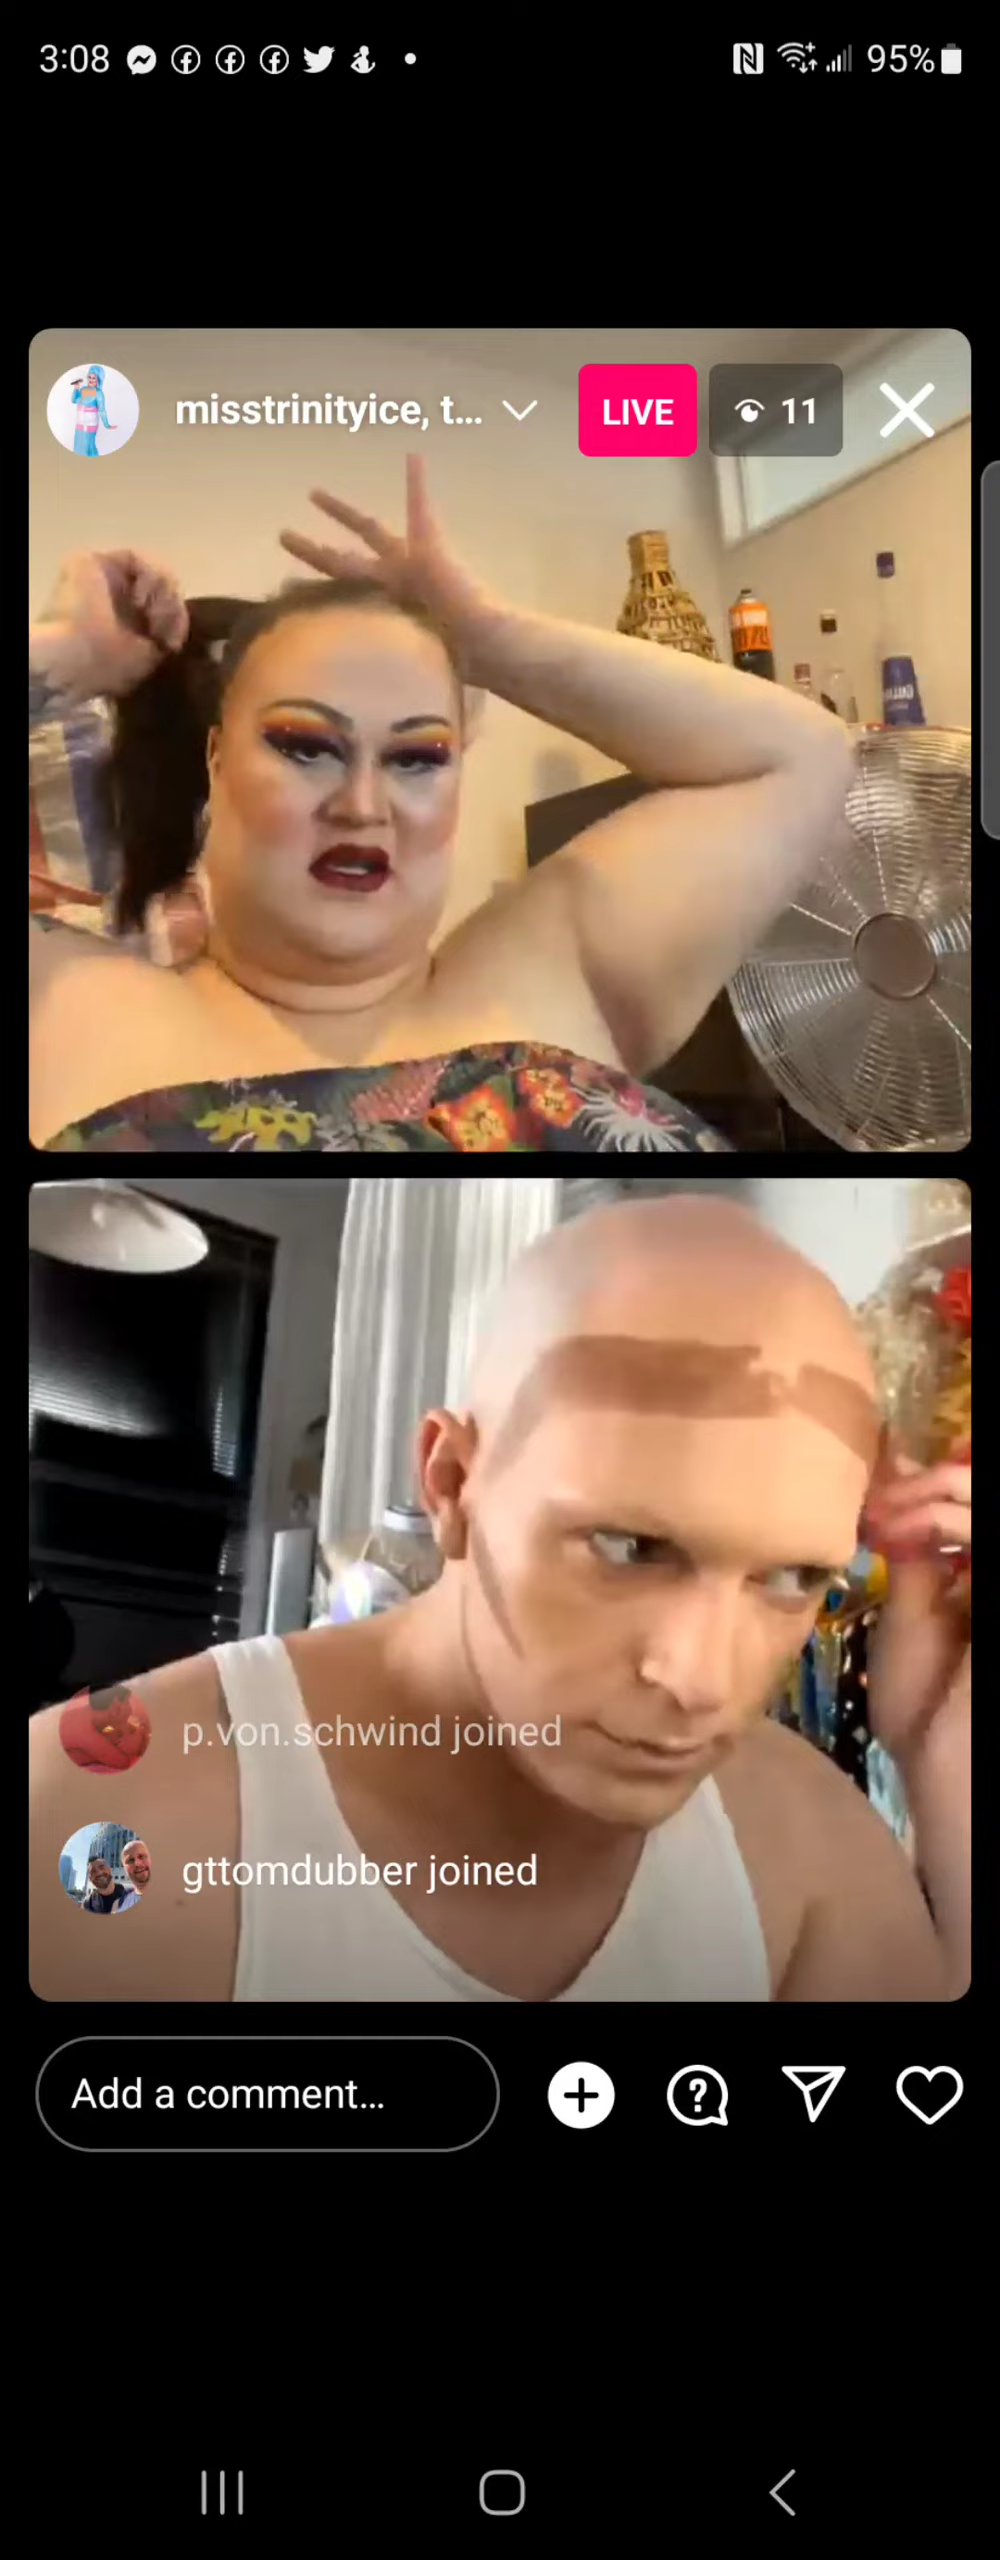 3:08
95%
misstrinityice, t...
LIVE
11
p.von.schwind joined
gttomdubber joined
Add a comment...